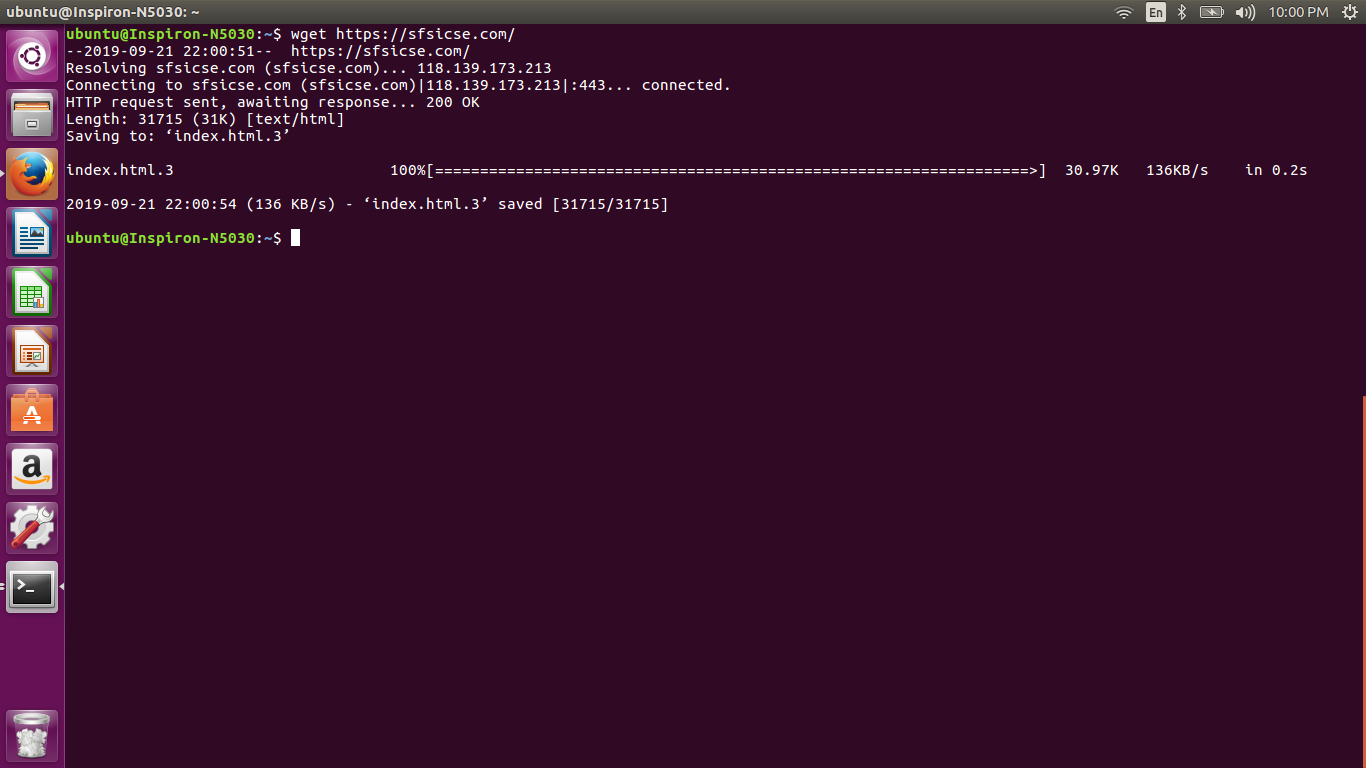 ubuntu@Inspiron-N5030: ~
En
10:00 PM
ubuntu@Inspiron-N5030:~$ wget https://sfsicse.com/
--2019-09-21 22:00:51--  https://sfsicse.com/
Resolving sfsicse.com (sfsicse.com)... 118.139.173.213
Connecting to sfsicse.com (sfsicse.com)|118.139.173.213|:443... connected.
HTTP request sent, awaiting response... 200 OK
Length: 31715 (31K) [text/html]
Saving to: ‘index.html.3’
index.html.3                        100%[==================================================================>]  30.97K   136KB/s    in 0.2s
2019-09-21 22:00:54 (136 KB/s) - ‘index.html.3’ saved [31715/31715]
ubuntu@Inspiron-N5030:~$